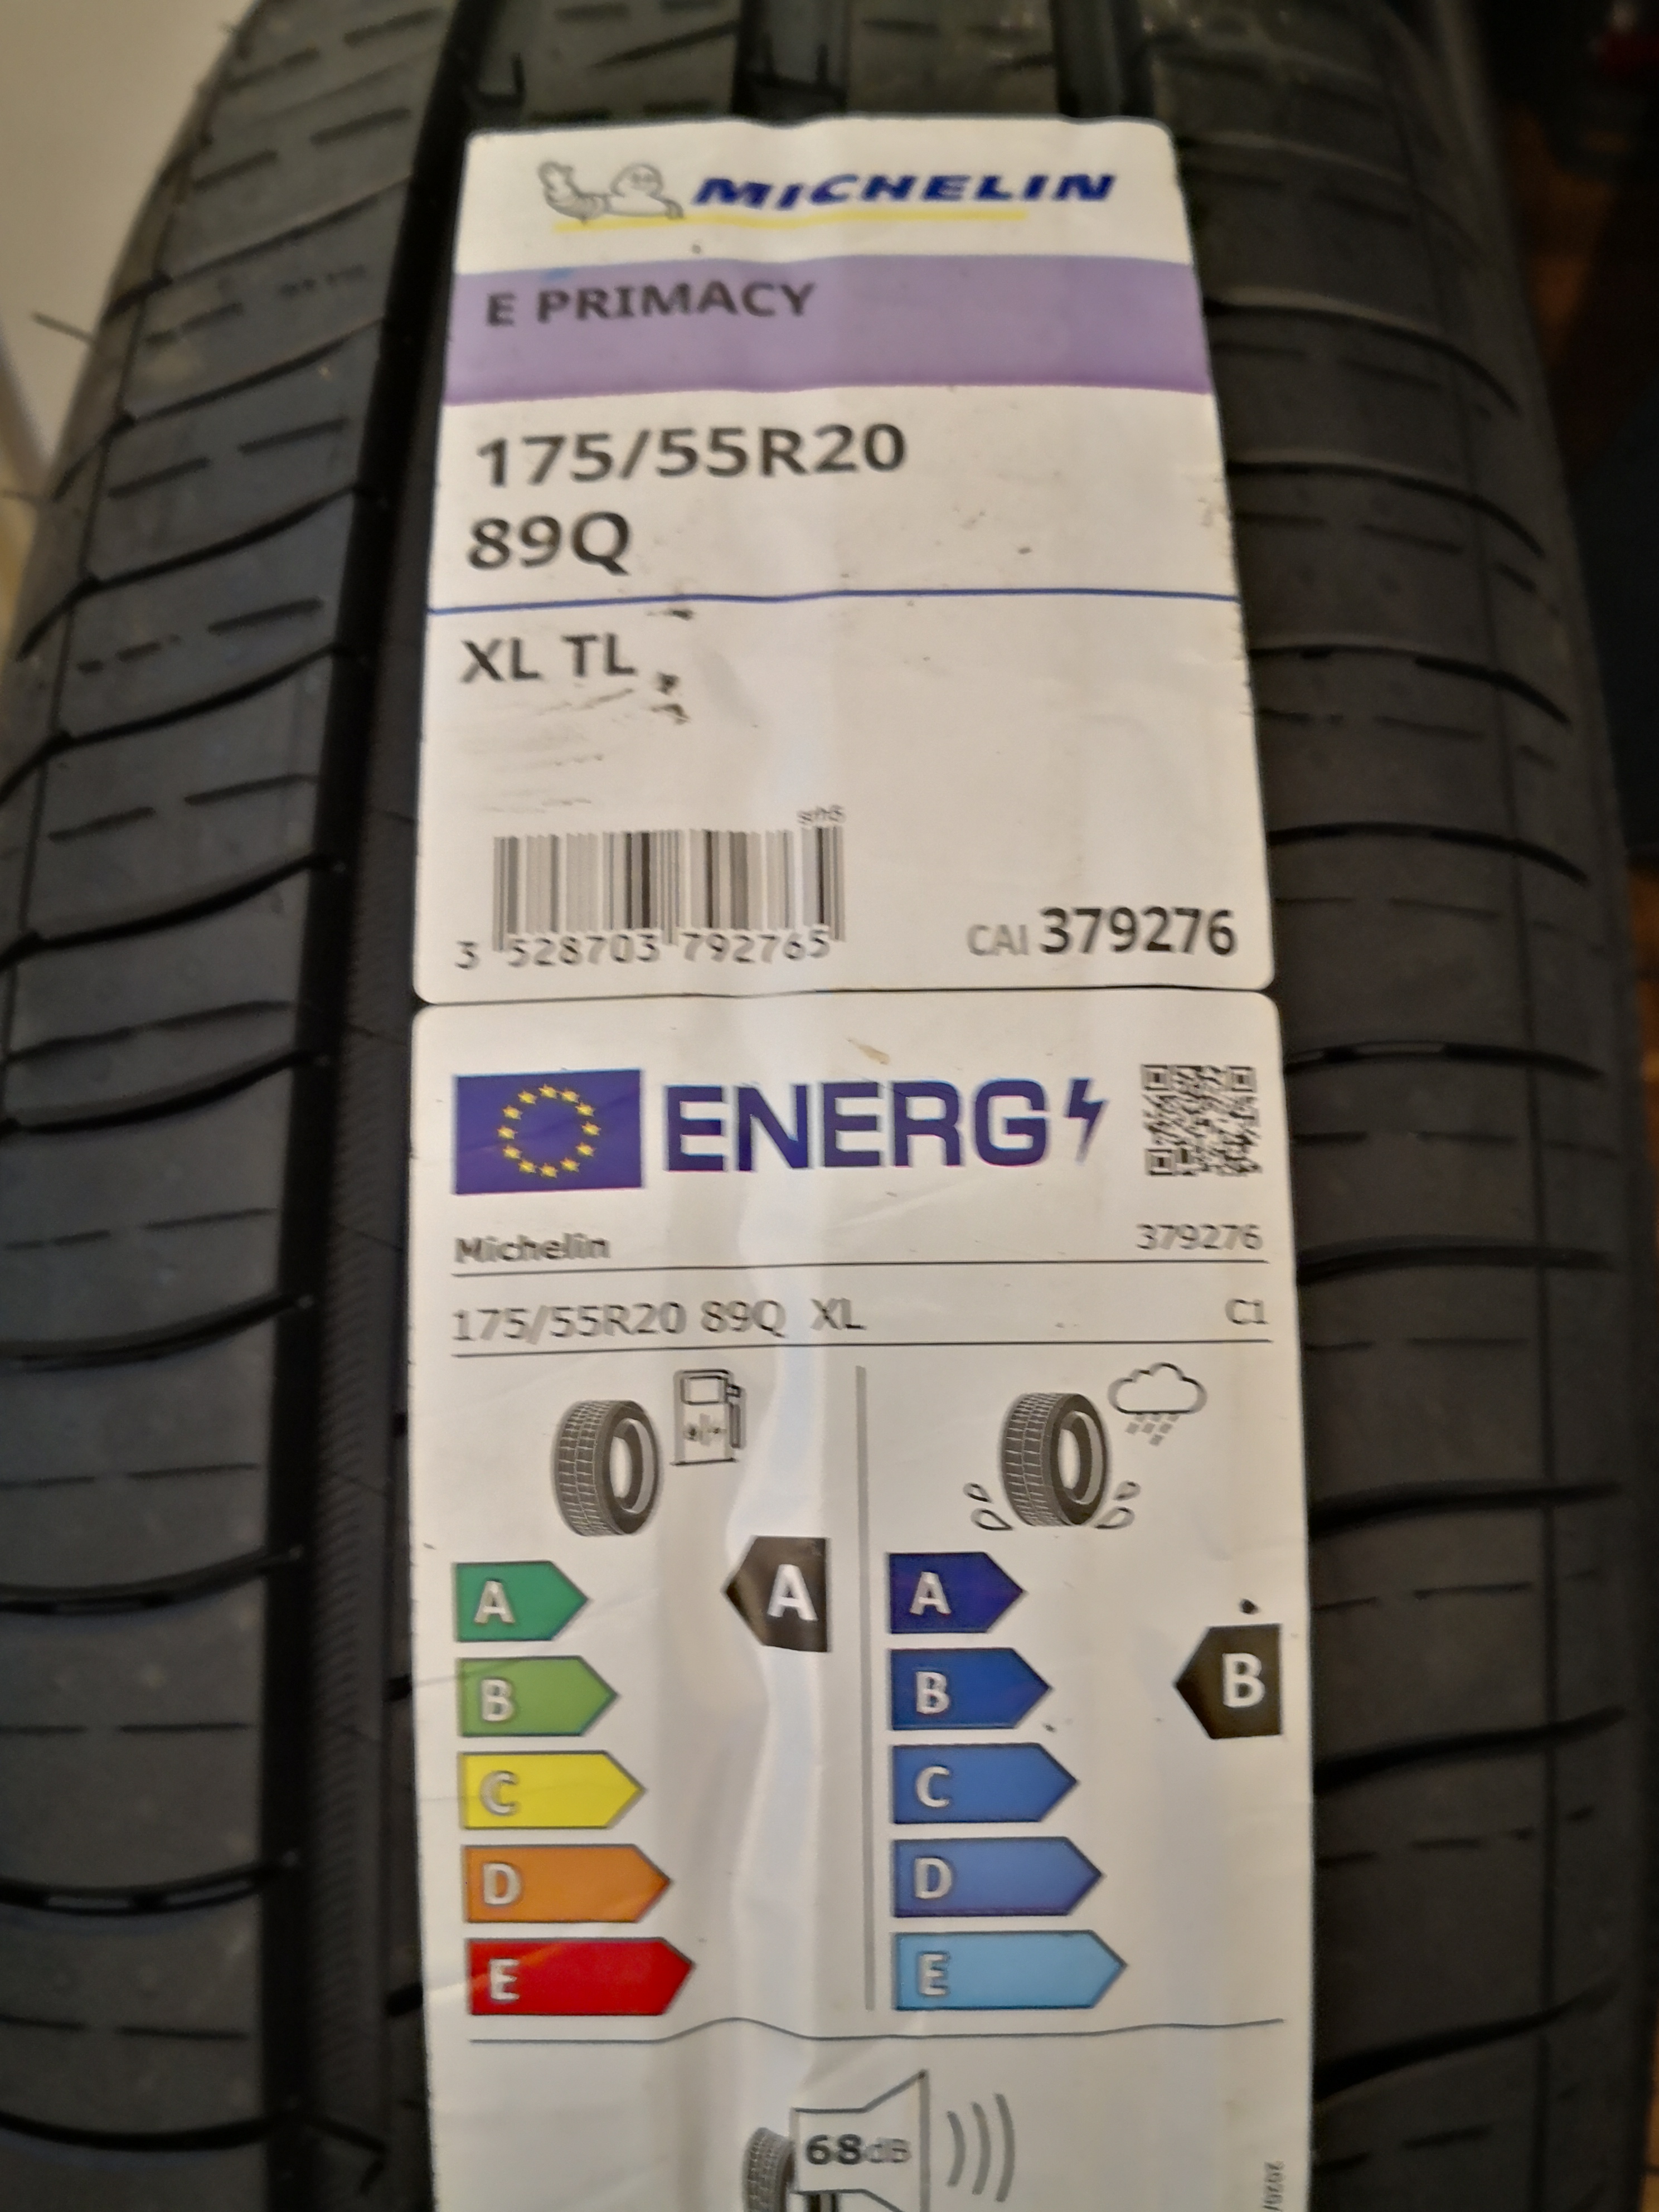 MICHELIN
E PRIMACY
175/55R20
89Q
XL TL
3 528703 792765
CAI 379276
ENERG
Michelin 379276
175/55R20 89Q XL C1
A A A
B B B
C C
D D
E E
68dB